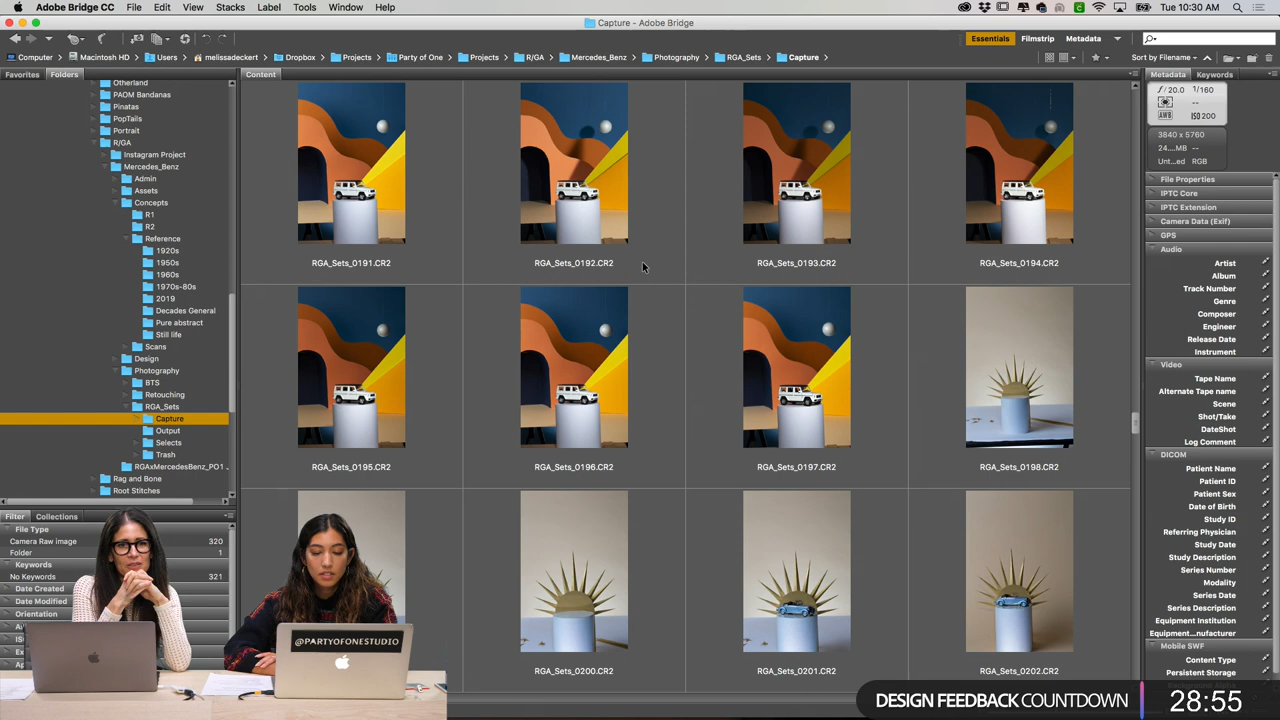 Adobe Bridge CC File Edit View Stacks Label Tools Window Help Tue 10:30 AM
Capture - Adobe Bridge
Essentials Filmstrip Metadata
Computer Macintosh HD Users melissadeckert Dropbox Projects Party of One Projects R/GA Mercedes_Benz Photography RGA_Sets Capture Sort by Filename
Favorites Folders
Content
Metadata Keywords
Otherland
PAOM Bandanas
Pinatas
PopTails
Portrait
R/GA
Instagram Project
Mercedes_Benz
Admin
Assets
Concepts
R1
R2
Reference
1920s
1950s
1960s
1970s-80s
2019
Decades General
Pure abstract
Still life
Scans
Design
Photography
BTS
Retouching
RGA_Sets
Capture
Output
Selects
Trash
RGAxMercedesBenz_PO1..
Rag and Bone
Root Stitches
Filter Collections
File Type
Camera Raw image 320
Folder 1
Keywords
No Keywords 321
Date Created
Date Modified
Orientation
RGA_Sets_0191.CR2 RGA_Sets_0192.CR2 RGA_Sets_0193.CR2 RGA_Sets_0194.CR2
RGA_Sets_0195.CR2 RGA_Sets_0196.CR2 RGA_Sets_0197.CR2 RGA_Sets_0198.CR2
RGA_Sets_0200.CR2 RGA_Sets_0201.CR2 RGA_Sets_0202.CR2
f/20.0 1/160
--
AWB ISO 200
3840 x 5760
24....MB --
Unt...ed RGB
File Properties
IPTC Core
IPTC Extension
Camera Data (Exif)
GPS
Audio
Artist
Album
Track Number
Genre
Composer
Engineer
Release Date
Instrument
Video
Tape Name
Alternate Tape name
Scene
Shot/Take
DateShot
Log Comment
DICOM
Patient Name
Patient ID
Patient Sex
Date of Birth
Referring Physician
Study Date
Study ID
Study Description
Series Number
Modality
Series Date
Series Description
Equipment Institution
Equipment...nufacturer
Mobile SWF
Content Type
Persistent Storage
@PARTYOFONESTUDIO
DESIGN FEEDBACK COUNTDOWN 28:55